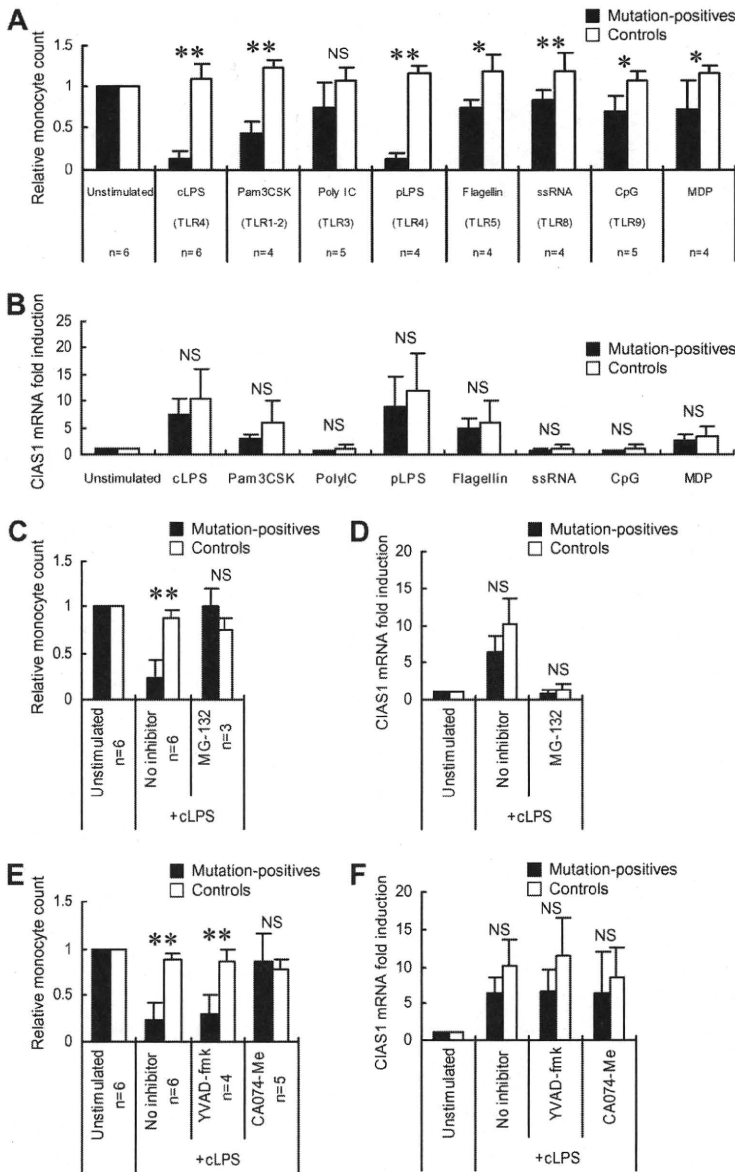 A
Mutation-positives
Controls
Relative monocyte count
1.5
1
0.5
0
** ** NS ** * ** * *
Unstimulated cLPS Pam3CSK Poly IC pLPS Flagellin ssRNA CpG MDP
(TLR4) (TLR1-2) (TLR3) (TLR4) (TLR5) (TLR8) (TLR9)
n=6 n=6 n=4 n=5 n=4 n=4 n=4 n=5 n=4
B
Mutation-positives
Controls
CIAS1 mRNA fold induction
25
20
15
10
5
0
NS NS NS NS NS NS NS NS
Unstimulated cLPS Pam3CSK PolyIC pLPS Flagellin ssRNA CpG MDP
C
Mutation-positives
Controls
Relative monocyte count
1.5
1
0.5
0
** NS
Unstimulated n=6
No inhibitor n=6
MG-132 n=3
+cLPS
D
Mutation-positives
Controls
CIAS1 mRNA fold induction
20
15
10
5
0
NS NS
Unstimulated
No inhibitor
MG-132
+cLPS
E
Mutation-positives
Controls
Relative monocyte count
1.5
1
0.5
0
** ** NS
Unstimulated n=6
No inhibitor n=6
YVAD-fmk n=4
CA074-Me n=5
+cLPS
F
Mutation-positives
Controls
CIAS1 mRNA fold induction
20
15
10
5
0
NS NS NS
Unstimulated
No inhibitor
YVAD-fmk
CA074-Me
+cLPS